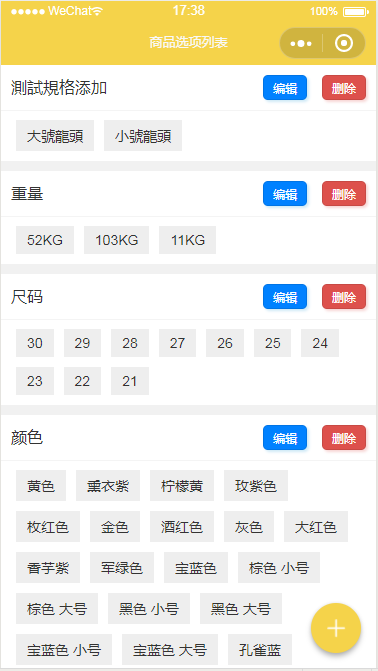 WeChat 17:38 100%
商品选项列表
測試規格添加 编辑 删除
大號龍頭 小號龍頭
重量 编辑 删除
52KG 103KG 11KG
尺码 编辑 删除
30 29 28 27 26 25 24
23 22 21
颜色 编辑 删除
黄色 薰衣紫 柠檬黄 玫紫色
枚红色 金色 酒红色 灰色 大红色
香芋紫 军绿色 宝蓝色 棕色 小号
棕色 大号 黑色 小号 黑色 大号
宝蓝色 小号 宝蓝色 大号 孔雀蓝